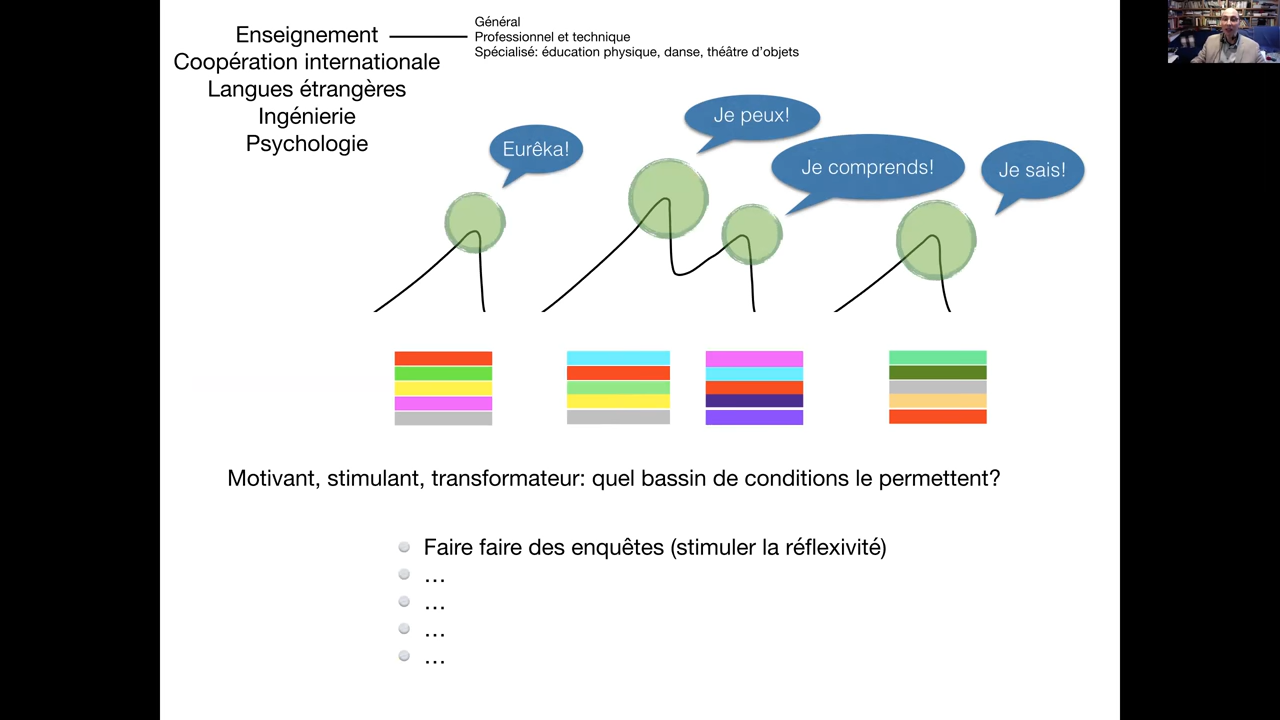 Enseignement
Coopération internationale
Langues étrangères
Ingénierie
Psychologie
Général
Professionnel et technique
Spécialisé: éducation physique, danse, théâtre d'objets
Eurêka!
Je peux!
Je comprends!
Je sais!
Motivant, stimulant, transformateur: quel bassin de conditions le permettent?
Faire faire des enquêtes (stimuler la réflexivité)
…
…
…
…